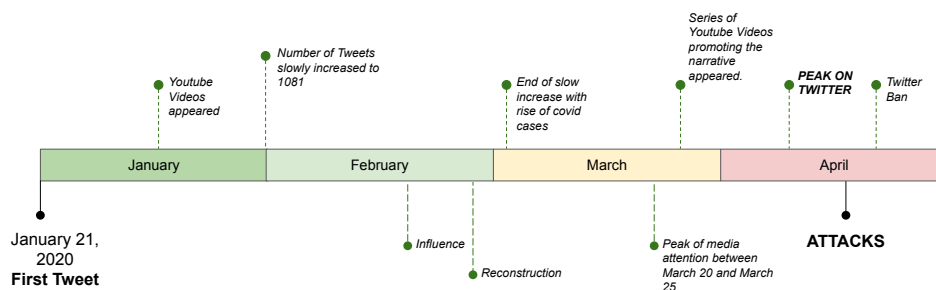 Series of
Youtube Videos
promoting the
narrative
appeared.
Number of Tweets
slowly increased to
1081
Youtube
Videos
appeared
End of slow
increase with
rise of covid
cases
PEAK ON
TWITTER
Twitter
Ban
January
February
March
April
January 21,
2020
First Tweet
Influence
Reconstruction
Peak of media
attention between
March 20 and March
25
ATTACKS